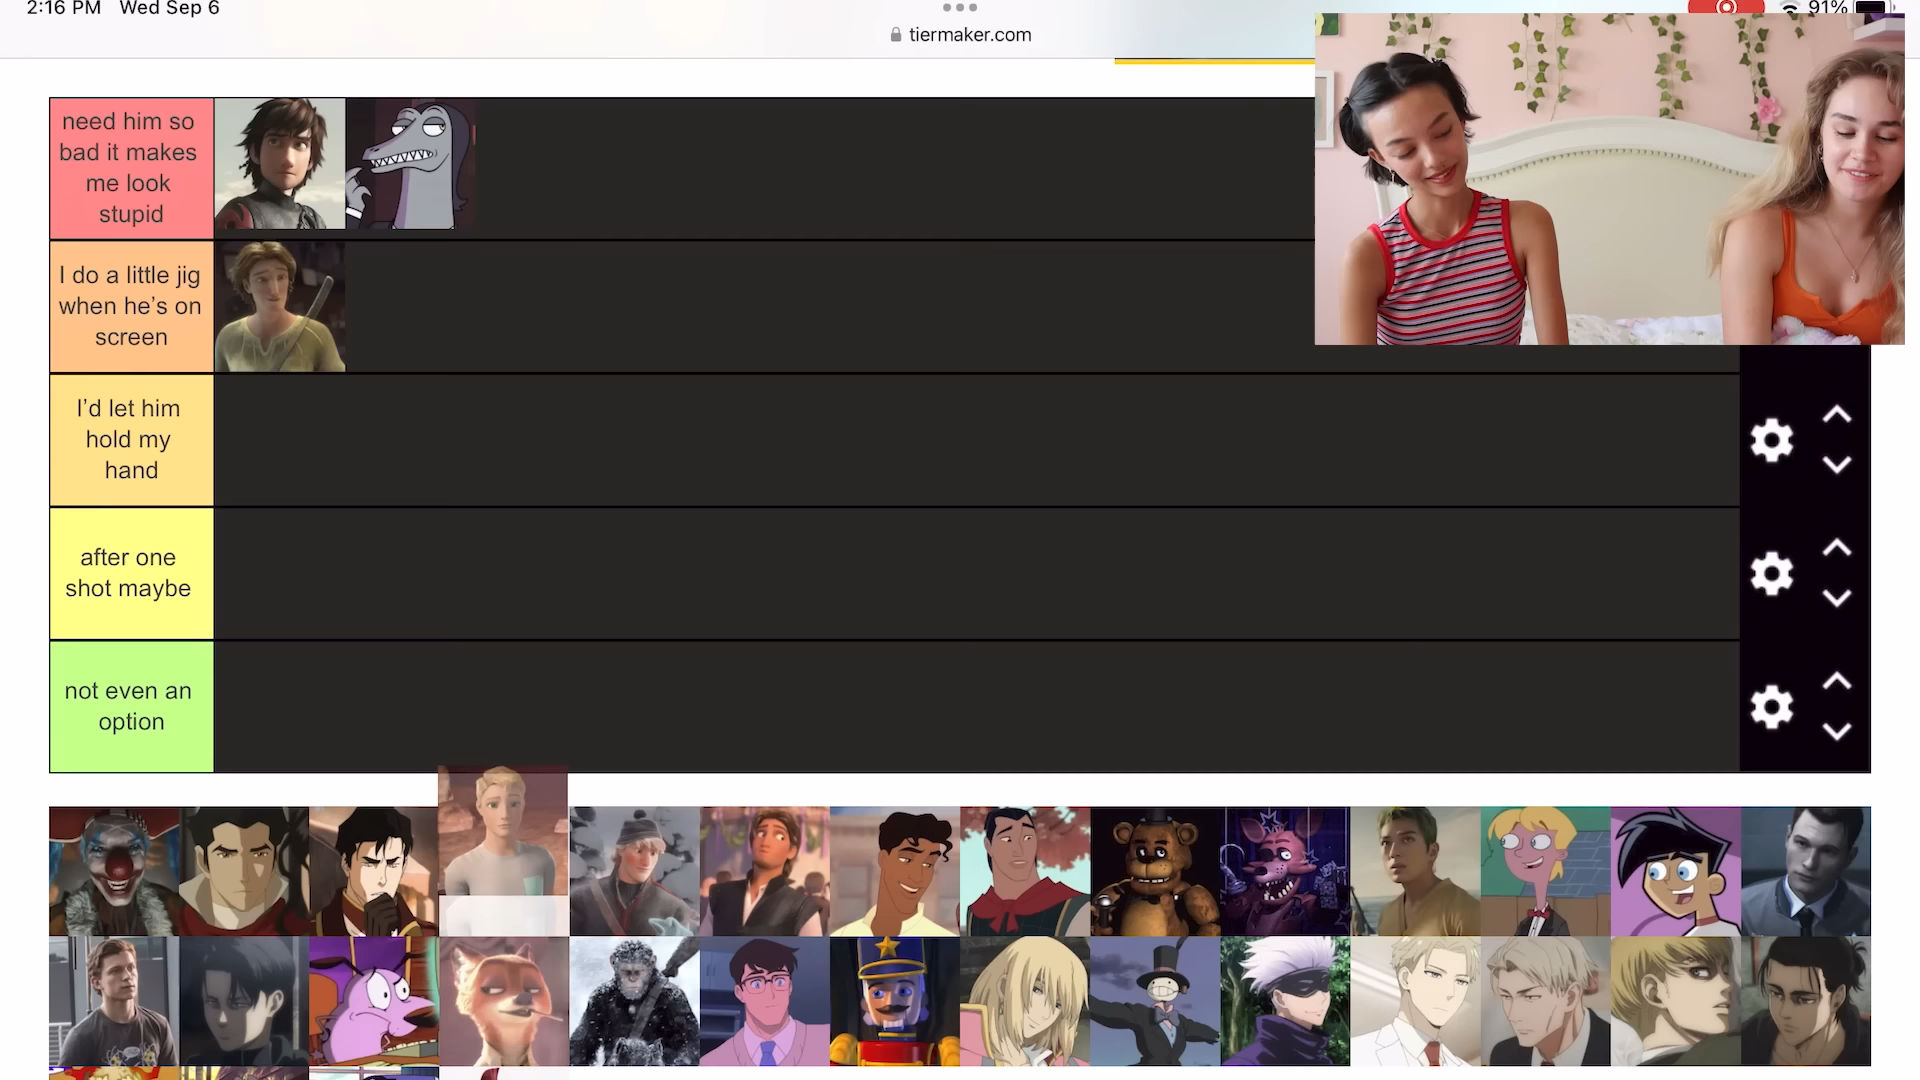 2:16 PM Wed Sep 6
91%
tiermaker.com
need him so
bad it makes
me look
stupid
I do a little jig
when he’s on
screen
I’d let him
hold my
hand
after one
shot maybe
not even an
option